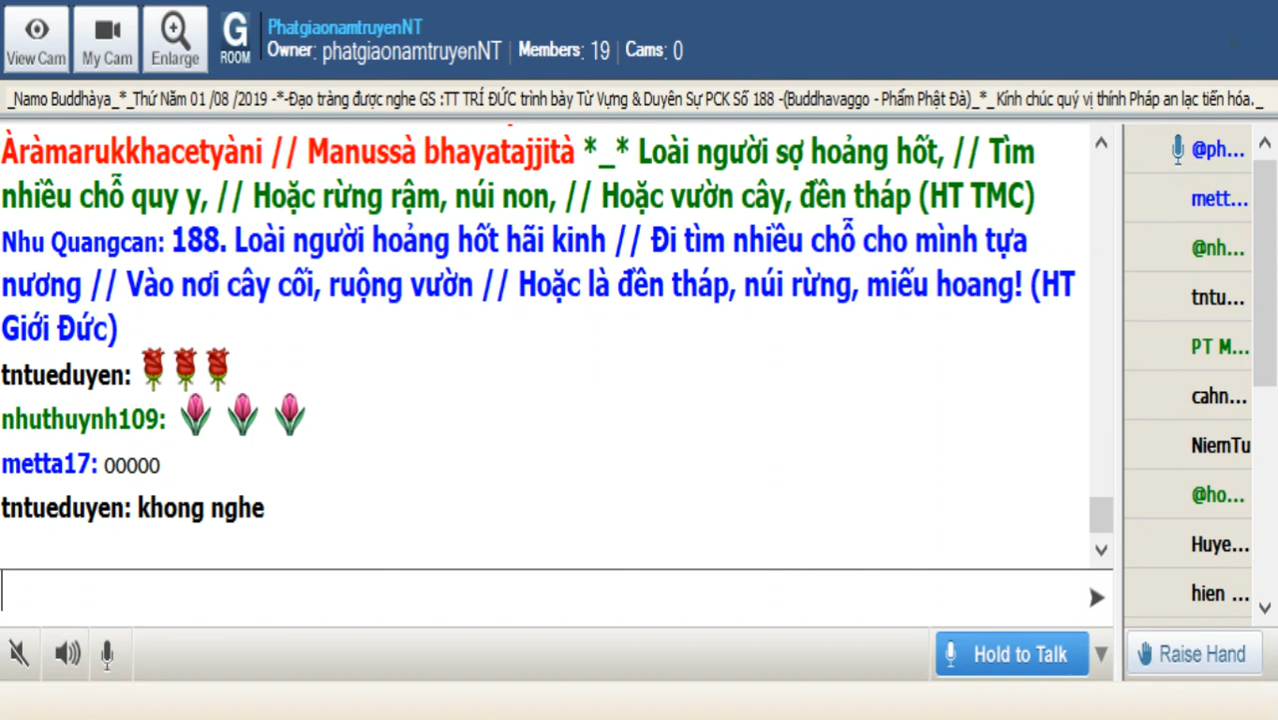 View Cam
My Cam
Enlarge
G
ROOM
PhatgiaonamtruyenNT
Owner: phatgiaonamtruyenNT | Members: 19 | Cams: 0
_Namo Buddhàya_*_Thứ Năm 01 /08 /2019 -*-Đạo tràng được nghe GS :TT TRÍ ĐỨC trình bày Từ Vựng & Duyên Sự PCK Số 188 -(Buddhavaggo - Phẩm Phật Đà)_*_ Kính chúc quý vị thính Pháp an lạc tiến hóa._
Àràmarukkhacetyàni // Manussà bhayatajjità *_* Loài người sợ hoảng hốt, // Tìm
nhiều chỗ quy y, // Hoặc rừng rậm, núi non, // Hoặc vườn cây, đền tháp (HT TMC)
Nhu Quangcan: 188. Loài người hoảng hốt hãi kinh // Đi tìm nhiều chỗ cho mình tựa
nương // Vào nơi cây cối, ruộng vườn // Hoặc là đền tháp, núi rừng, miếu hoang! (HT
Giới Đức)
tntueduyen:
nhuthuynh109:
metta17: 00000
tntueduyen: khong nghe
@ph...
mett...
@nh...
tntu...
PT M...
cahn...
NiemTu
@ho...
Huye...
hien ...
Hold to Talk
Raise Hand